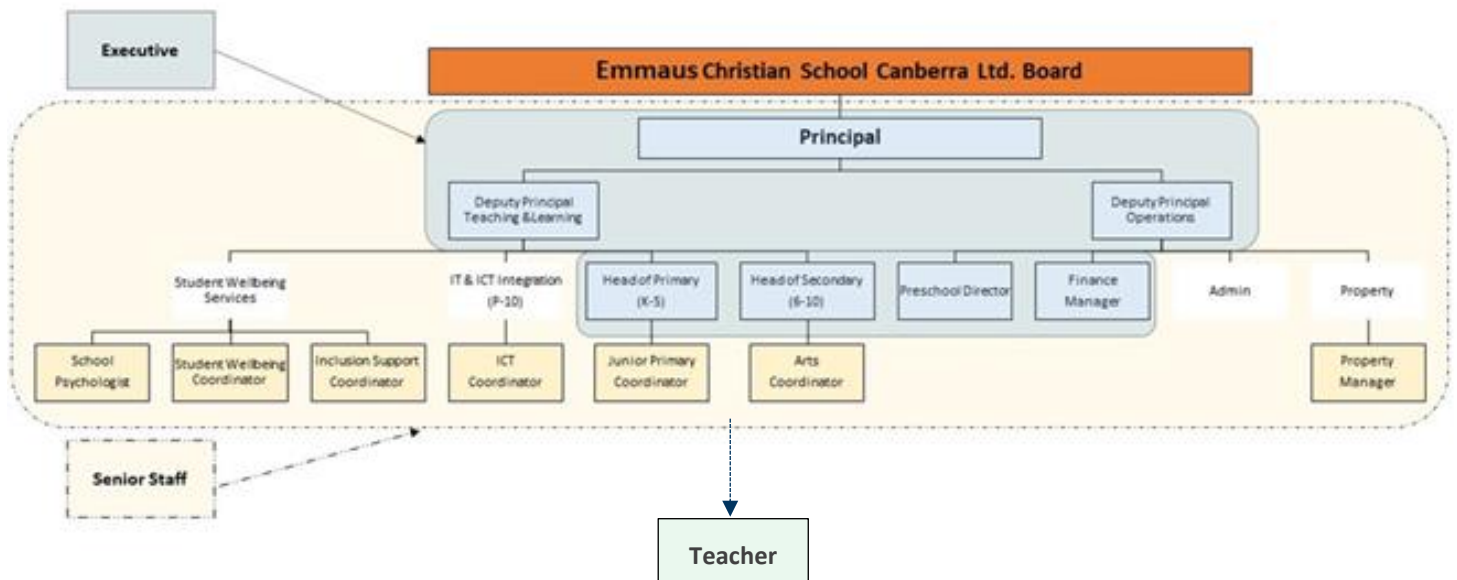 Executive
Emmaus Christian School Canberra Ltd. Board
Principal
Deputy Principal
Teaching &Learning
Deputy Principal
Operations
Student Wellbeing
Services
IT & ICT Integration
(P-10)
Head of Primary
(K-5)
Head of Secondary
(6-10)
Preschool Director
Finance
Manager
Admin
Property
School
Psychologist
Student Wellbeing
Coordinator
Inclusion Support
Coordinator
ICT
Coordinator
Junior Primary
Coordinator
Arts
Coordinator
Property
Manager
Senior Staff
Teacher